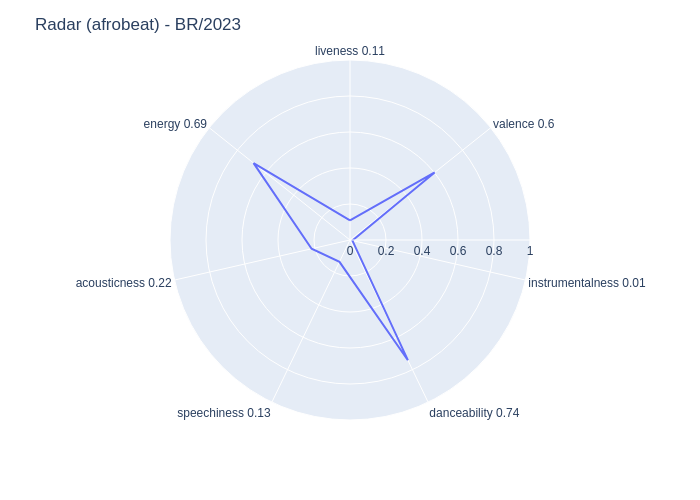 Radar (afrobeat) - BR/2023
liveness 0.11
energy 0.69
valence 0.6
0 0.2 0.4 0.6 0.8 1
acousticness 0.22
instrumentalness 0.01
speechiness 0.13
danceability 0.74